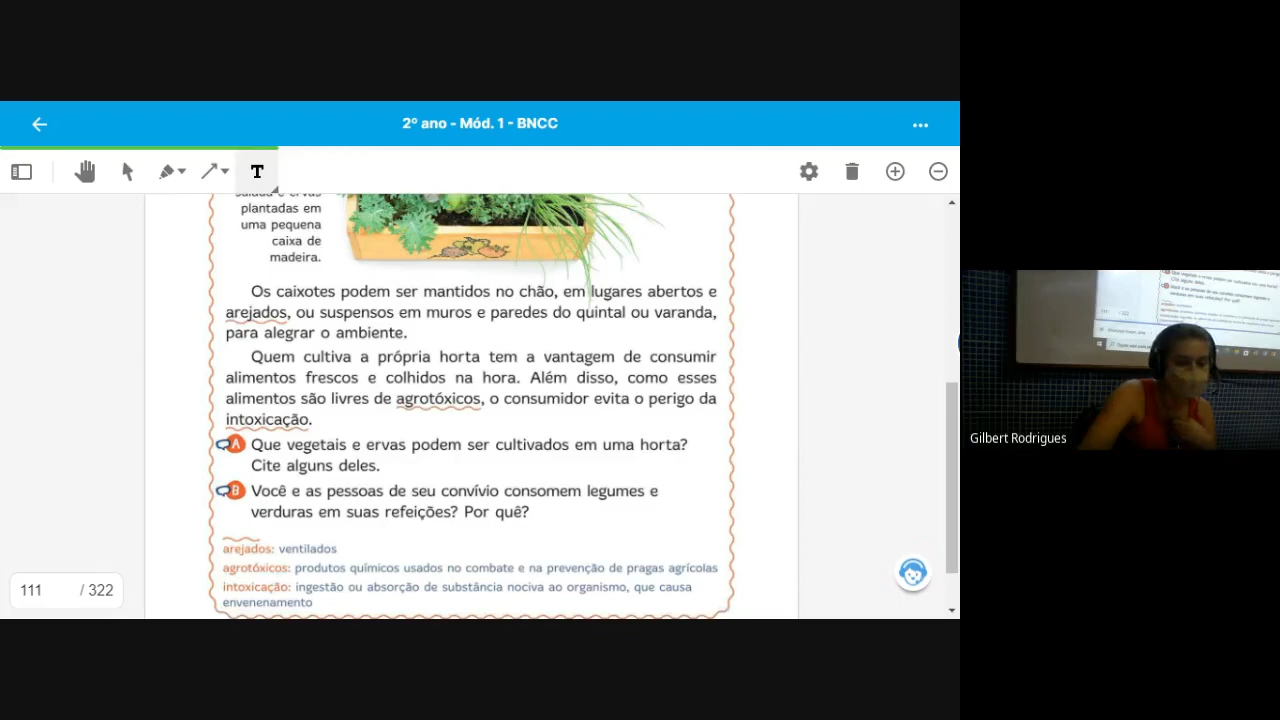 2º ano - Mód. 1 - BNCC
T
plantadas em
uma pequena
caixa de
madeira.
Os caixotes podem ser mantidos no chão, em lugares abertos e
arejados, ou suspensos em muros e paredes do quintal ou varanda,
para alegrar o ambiente.
Quem cultiva a própria horta tem a vantagem de consumir
alimentos frescos e colhidos na hora. Além disso, como esses
alimentos são livres de agrotóxicos, o consumidor evita o perigo da
intoxicação.
A Que vegetais e ervas podem ser cultivados em uma horta?
Cite alguns deles.
B Você e as pessoas de seu convívio consomem legumes e
verduras em suas refeições? Por quê?
arejados: ventilados
agrotóxicos: produtos químicos usados no combate e na prevenção de pragas agrícolas
intoxicação: ingestão ou absorção de substância nociva ao organismo, que causa
envenenamento
111 / 322
Gilbert Rodrigues